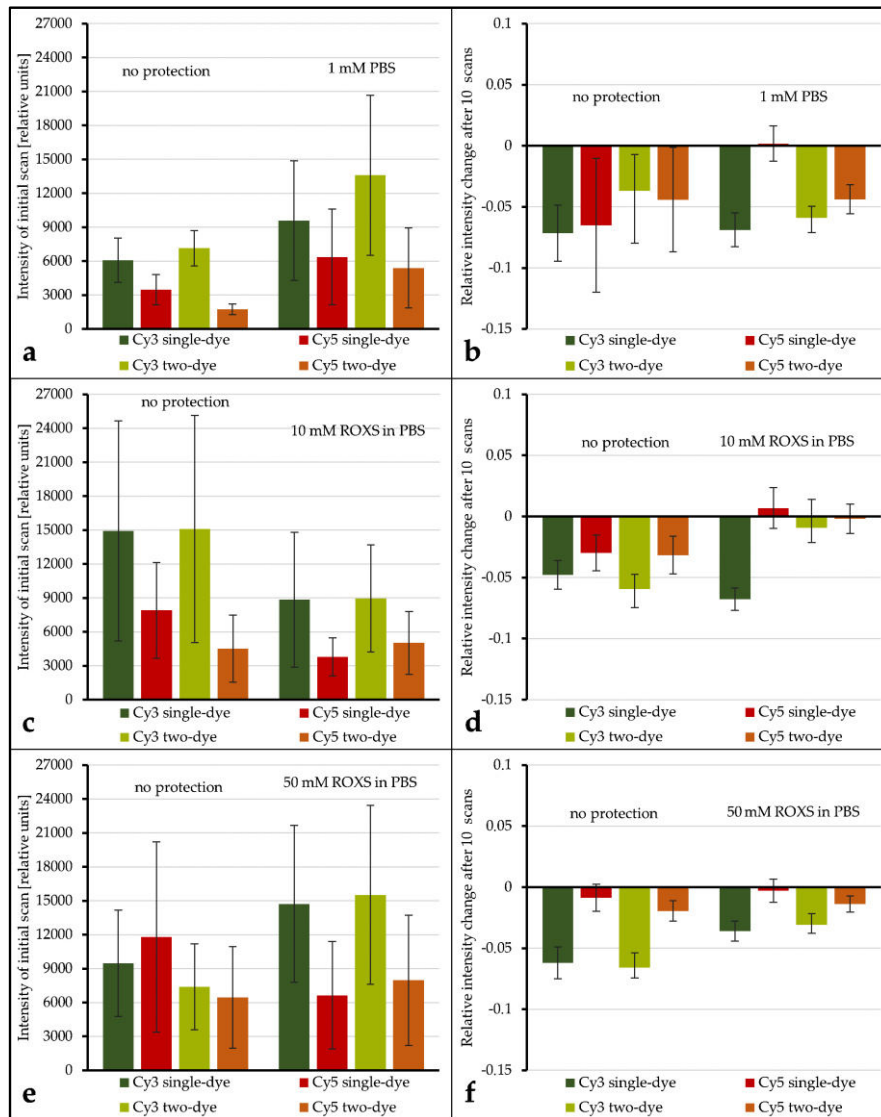 Intensity of initial scan [relative units]
27000
24000
21000
18000
15000
12000
9000
6000
3000
0
no protection
1 mM PBS
a
Cy3 single-dye
Cy5 single-dye
Cy3 two-dye
Cy5 two-dye
Relative intensity change after 10 scans
0.1
0.05
0
-0.05
-0.1
-0.15
no protection
1 mM PBS
b
Cy3 single-dye
Cy5 single-dye
Cy3 two-dye
Cy5 two-dye
Intensity of initial scan [relative units]
27000
24000
21000
18000
15000
12000
9000
6000
3000
0
no protection
10 mM ROXS in PBS
c
Cy3 single-dye
Cy5 single-dye
Cy3 two-dye
Cy5 two-dye
Relative intensity change after 10 scans
0.1
0.05
0
-0.05
-0.1
-0.15
no protection
10 mM ROXS in PBS
d
Cy3 single-dye
Cy5 single-dye
Cy3 two-dye
Cy5 two-dye
Intensity of initial scan [relative units]
27000
24000
21000
18000
15000
12000
9000
6000
3000
0
no protection
50 mM ROXS in PBS
e
Cy3 single-dye
Cy5 single-dye
Cy3 two-dye
Cy5 two-dye
Relative intensity change after 10 scans
0.1
0.05
0
-0.05
-0.1
-0.15
no protection
50 mM ROXS in PBS
f
Cy3 single-dye
Cy5 single-dye
Cy3 two-dye
Cy5 two-dye